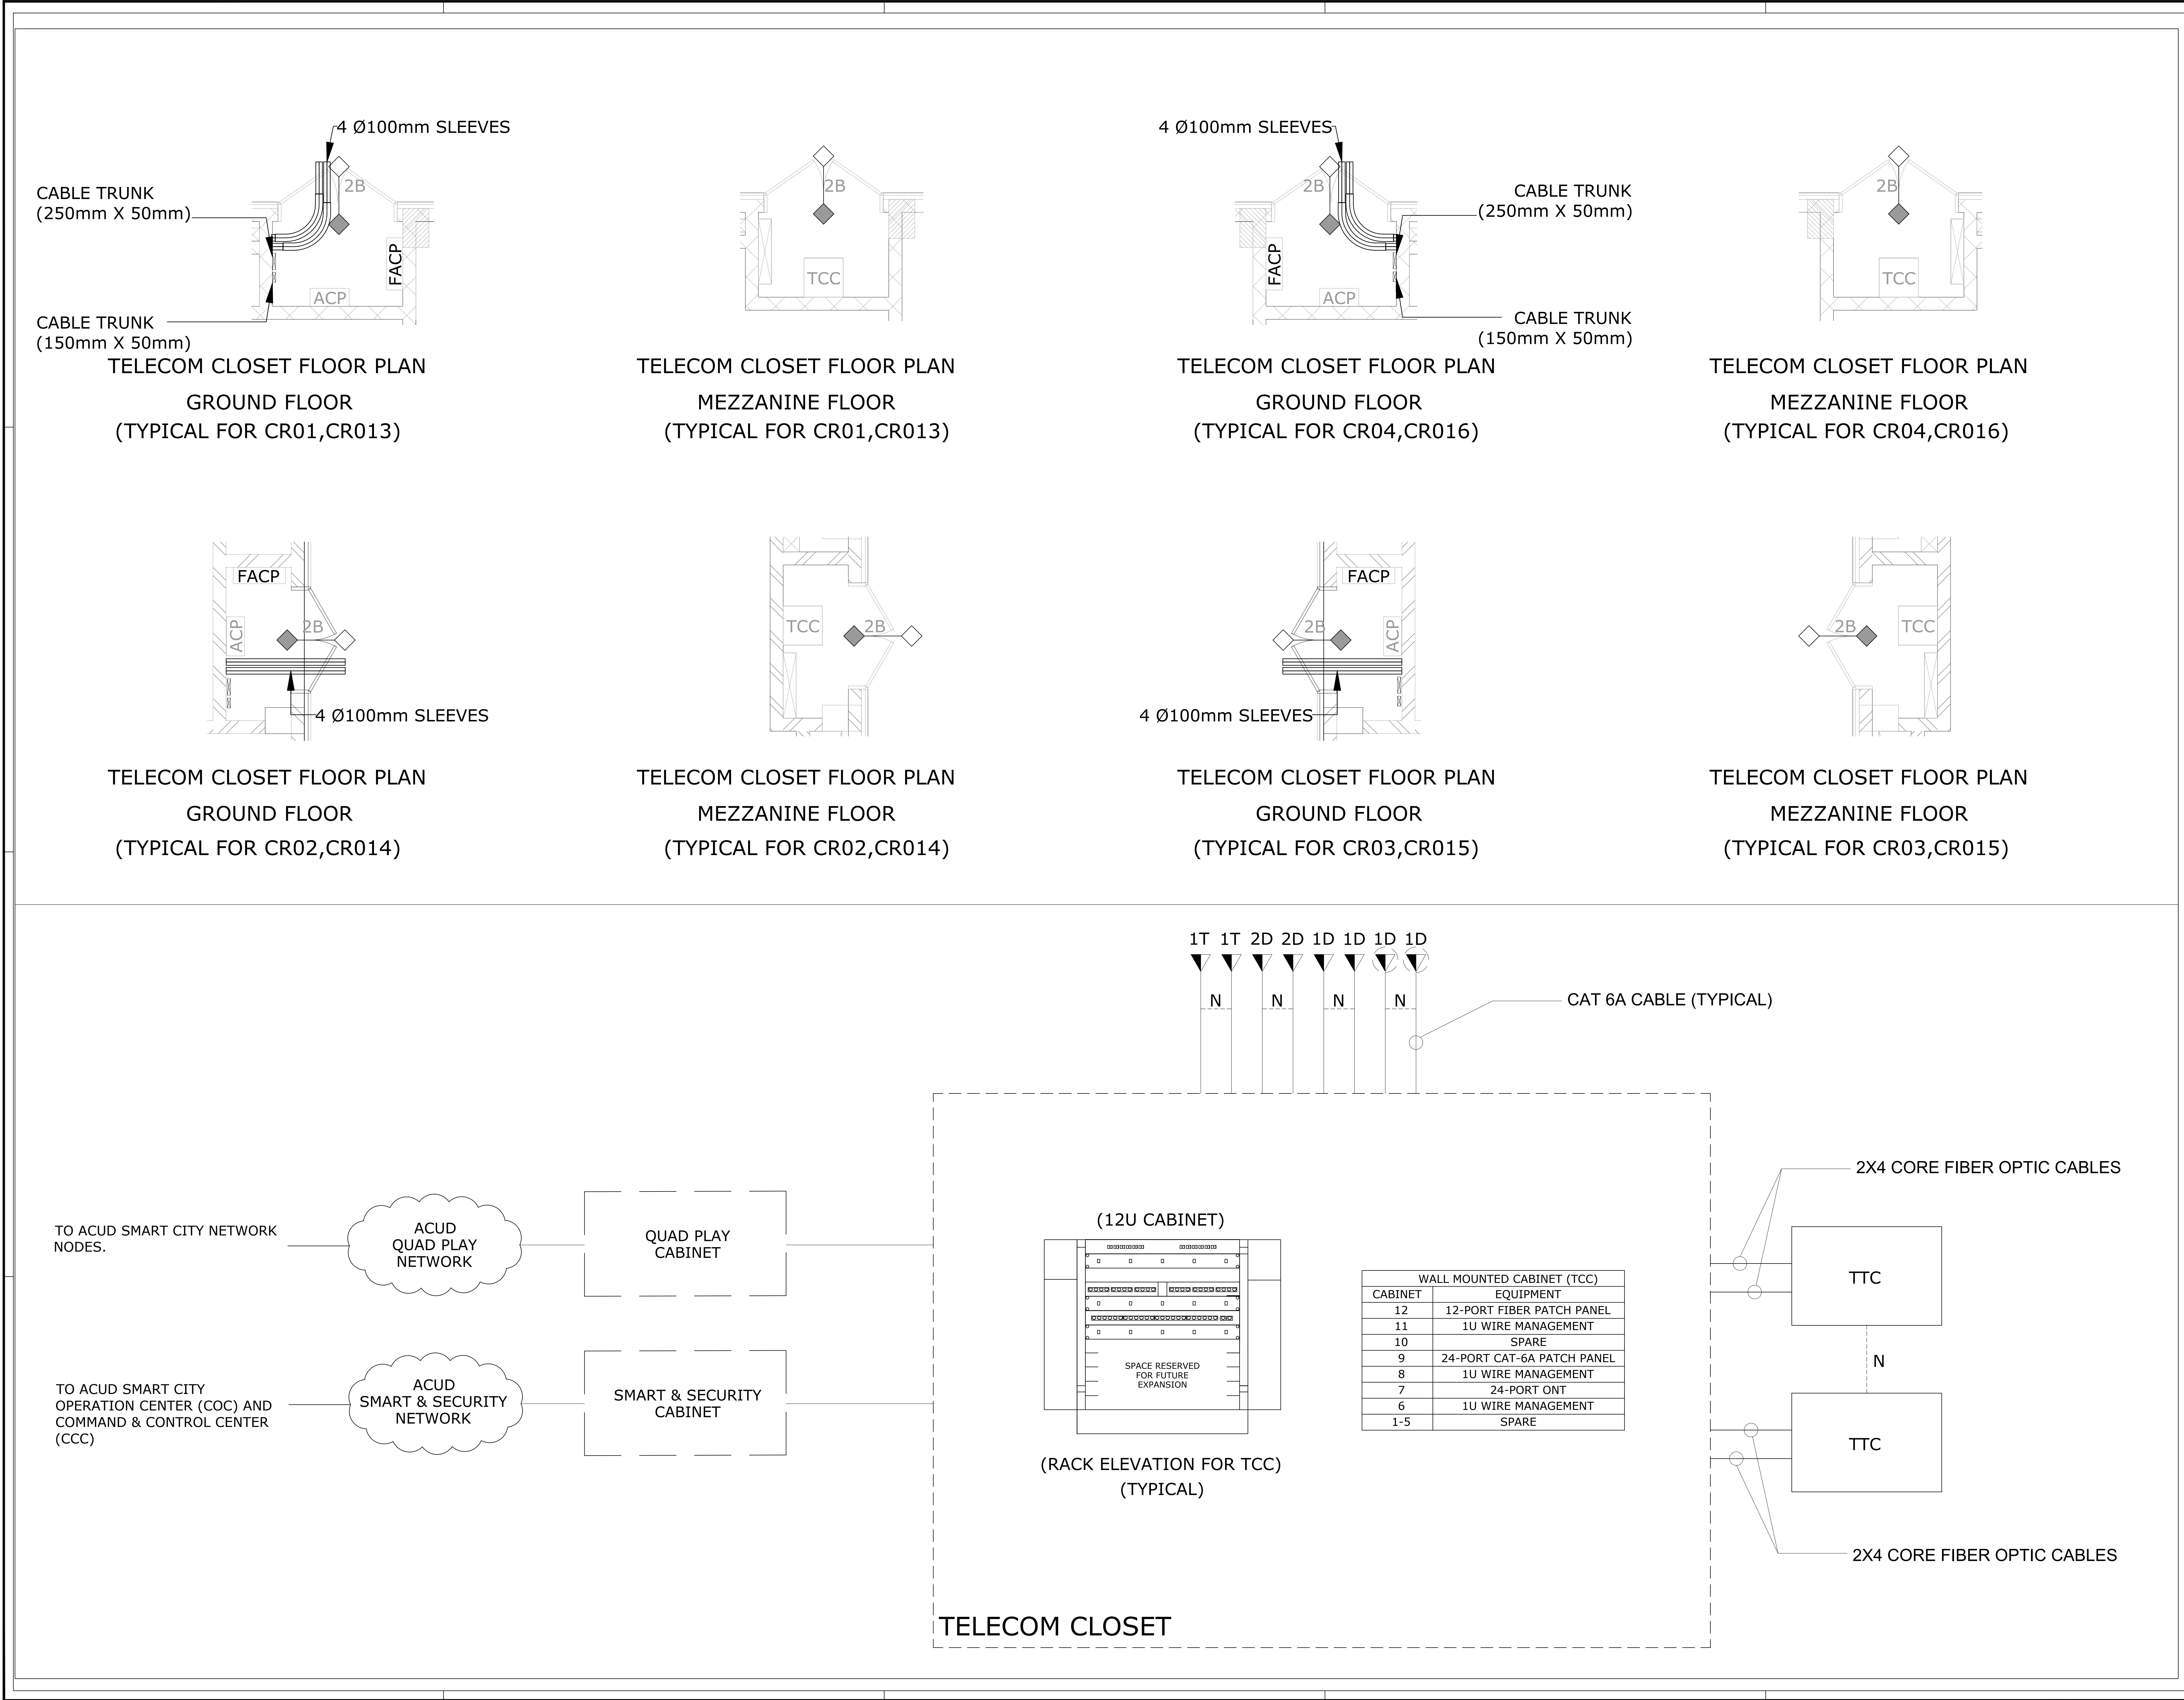 4 Ø100mm SLEEVES
CABLE TRUNK
(250mm X 50mm)
2B
FACP
ACP
CABLE TRUNK
(150mm X 50mm)
TELECOM CLOSET FLOOR PLAN
GROUND FLOOR
(TYPICAL FOR CR01,CR013)
2B
TCC
TELECOM CLOSET FLOOR PLAN
MEZZANINE FLOOR
(TYPICAL FOR CR01,CR013)
4 Ø100mm SLEEVES
2B
CABLE TRUNK
(250mm X 50mm)
FACP
ACP
CABLE TRUNK
(150mm X 50mm)
TELECOM CLOSET FLOOR PLAN
GROUND FLOOR
(TYPICAL FOR CR04,CR016)
2B
TCC
TELECOM CLOSET FLOOR PLAN
MEZZANINE FLOOR
(TYPICAL FOR CR04,CR016)
FACP
ACP
2B
4 Ø100mm SLEEVES
TELECOM CLOSET FLOOR PLAN
GROUND FLOOR
(TYPICAL FOR CR02,CR014)
TCC
2B
TELECOM CLOSET FLOOR PLAN
MEZZANINE FLOOR
(TYPICAL FOR CR02,CR014)
FACP
2B
ACP
4 Ø100mm SLEEVES
TELECOM CLOSET FLOOR PLAN
GROUND FLOOR
(TYPICAL FOR CR03,CR015)
2B
TCC
TELECOM CLOSET FLOOR PLAN
MEZZANINE FLOOR
(TYPICAL FOR CR03,CR015)
1T 1T 2D 2D 1D 1D 1D 1D
N N N N
CAT 6A CABLE (TYPICAL)
TO ACUD SMART CITY NETWORK
NODES.
ACUD
QUAD PLAY
NETWORK
QUAD PLAY
CABINET
TO ACUD SMART CITY
OPERATION CENTER (COC) AND
COMMAND & CONTROL CENTER
(CCC)
ACUD
SMART & SECURITY
NETWORK
SMART & SECURITY
CABINET
(12U CABINET)
SPACE RESERVED
FOR FUTURE
EXPANSION
(RACK ELEVATION FOR TCC)
(TYPICAL)
WALL MOUNTED CABINET (TCC)
CABINET EQUIPMENT
12 12-PORT FIBER PATCH PANEL
11 1U WIRE MANAGEMENT
10 SPARE
9 24-PORT CAT-6A PATCH PANEL
8 1U WIRE MANAGEMENT
7 24-PORT ONT
6 1U WIRE MANAGEMENT
1-5 SPARE
2X4 CORE FIBER OPTIC CABLES
TTC
N
TTC
2X4 CORE FIBER OPTIC CABLES
TELECOM CLOSET